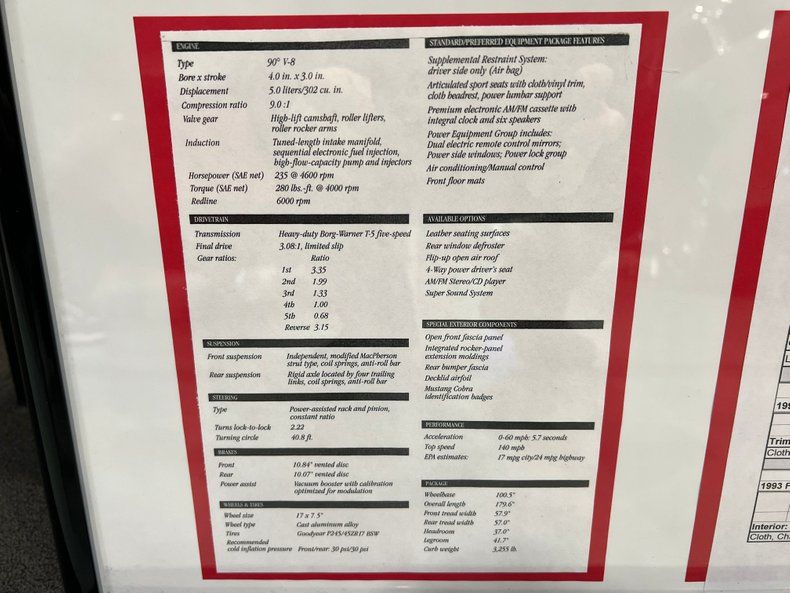 ENGINE
Type 90° V-8
Bore x stroke 4.0 in. x 3.0 in.
Displacement 5.0 liters/302 cu. in.
Compression ratio 9.0 :1
Valve gear High-lift camshaft, roller lifters,
roller rocker arms
Induction Tuned-length intake manifold,
sequential electronic fuel injection,
high-flow-capacity pump and injectors
Horsepower (SAE net) 235 @ 4600 rpm
Torque (SAE net) 280 lbs.-ft. @ 4000 rpm
Redline 6000 rpm
DRIVETRAIN
Transmission Heavy-duty Borg-Warner T-5 five-speed
Final drive 3.08:1, limited slip
Gear ratios: Ratio
1st 3.35
2nd 1.99
3rd 1.33
4th 1.00
5th 0.68
Reverse 3.15
SUSPENSION
Front suspension Independent, modified MacPherson
strut type, coil springs, anti-roll bar
Rear suspension Rigid axle located by four trailing
links, coil springs, anti-roll bar
STEERING
Type Power-assisted rack and pinion,
constant ratio
Turns lock-to-lock 2.22
Turning circle 40.8 ft.
BRAKES
Front 10.84" vented disc
Rear 10.07" vented disc
Power assist Vacuum booster with calibration
optimized for modulation
WHEELS & TIRES
Wheel size 17 x 7.5"
Wheel type Cast aluminum alloy
Tires Goodyear P245/45ZR17 BSW
Recommended
cold inflation pressure Front/rear: 30 psi/30 psi
STANDARD/PREFERRED EQUIPMENT PACKAGE FEATURES
Supplemental Restraint System:
driver side only (Air bag)
Articulated sport seats with cloth/vinyl trim,
cloth headrest, power lumbar support
Premium electronic AM/FM cassette with
integral clock and six speakers
Power Equipment Group includes:
Dual electric remote control mirrors;
Power side windows; Power lock group
Air conditioning/Manual control
Front floor mats
AVAILABLE OPTIONS
Leather seating surfaces
Rear window defroster
Flip-up open air roof
4-Way power driver's seat
AM/FM Stereo/CD player
Super Sound System
SPECIAL EXTERIOR COMPONENTS
Open front fascia panel
Integrated rocker-panel
extension moldings
Rear bumper fascia
Decklid airfoil
Mustang Cobra
identification badges
PERFORMANCE
Acceleration 0-60 mph: 5.7 seconds
Top speed 140 mph
EPA estimates: 17 mpg city/24 mpg highway
PACKAGE
Wheelbase 100.5"
Overall length 179.6"
Front tread width 57.9"
Rear tread width 57.0"
Headroom 37.0"
Legroom 41.7"
Curb weight 3,255 lb.
Trim
Cloth
1993 F
Interior:
Cloth, Ch